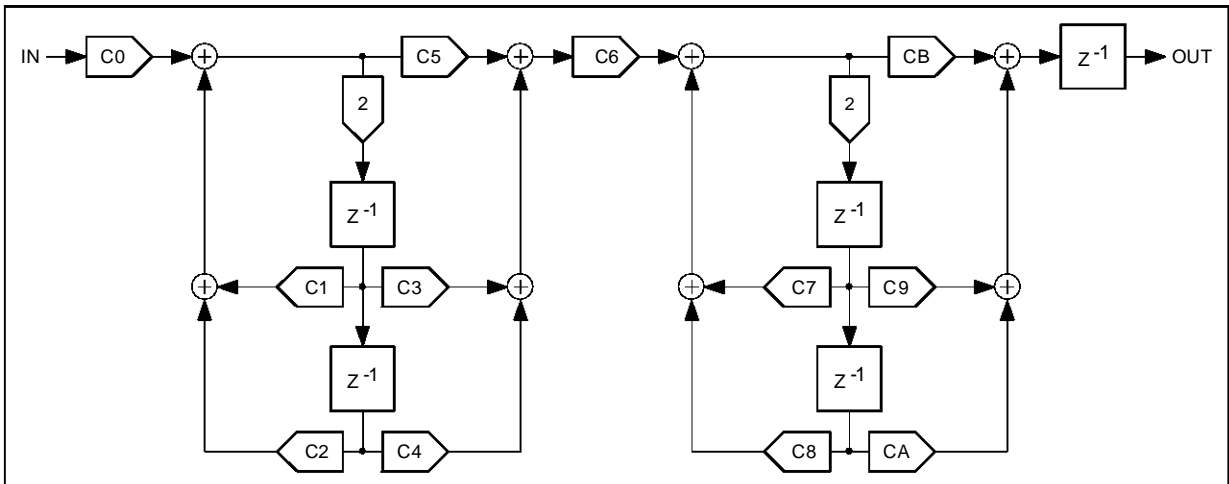 IN C0 C5 C6 CB Z⁻¹ OUT
2 2
Z⁻¹ Z⁻¹
C1 C3 C7 C9
Z⁻¹ Z⁻¹
C2 C4 C8 CA